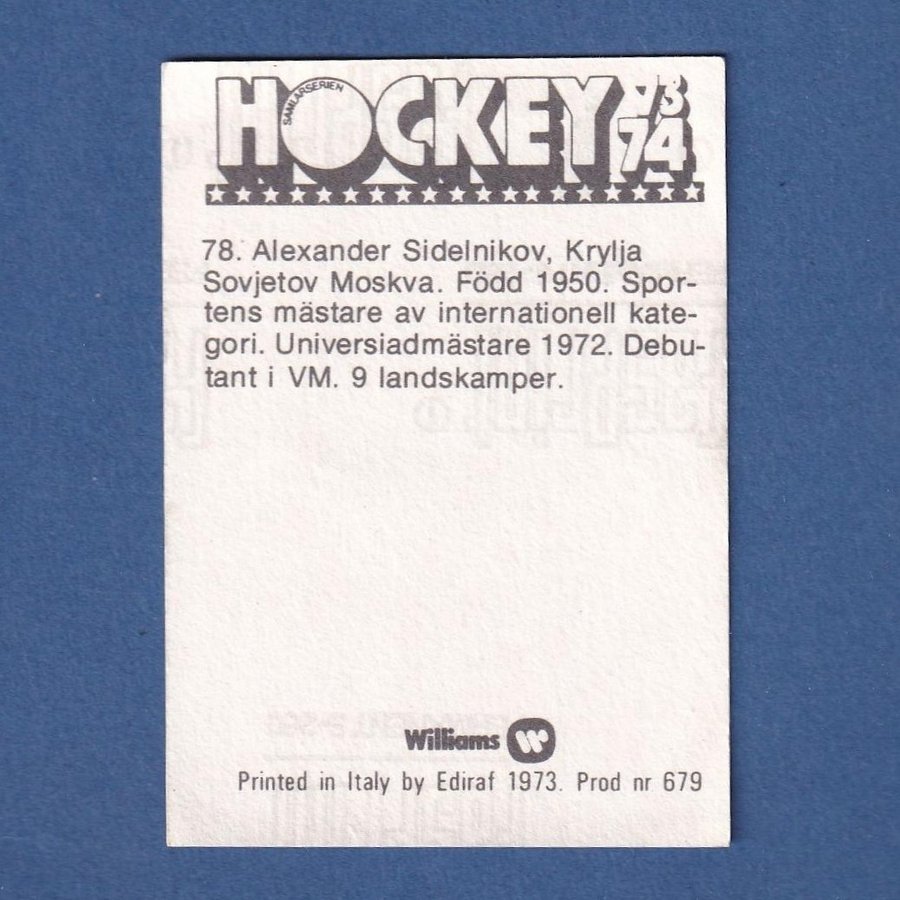 HOCKEY 73
SAMLARSERIEN
74
78. Alexander Sidelnikov, Krylja
Sovjetov Moskva. Född 1950. Spor-
tens mästare av internationell kate-
gori. Universiadmästare 1972. Debu-
tant i VM. 9 landskamper.
Williams
Printed in Italy by Ediraf 1973. Prod nr 679